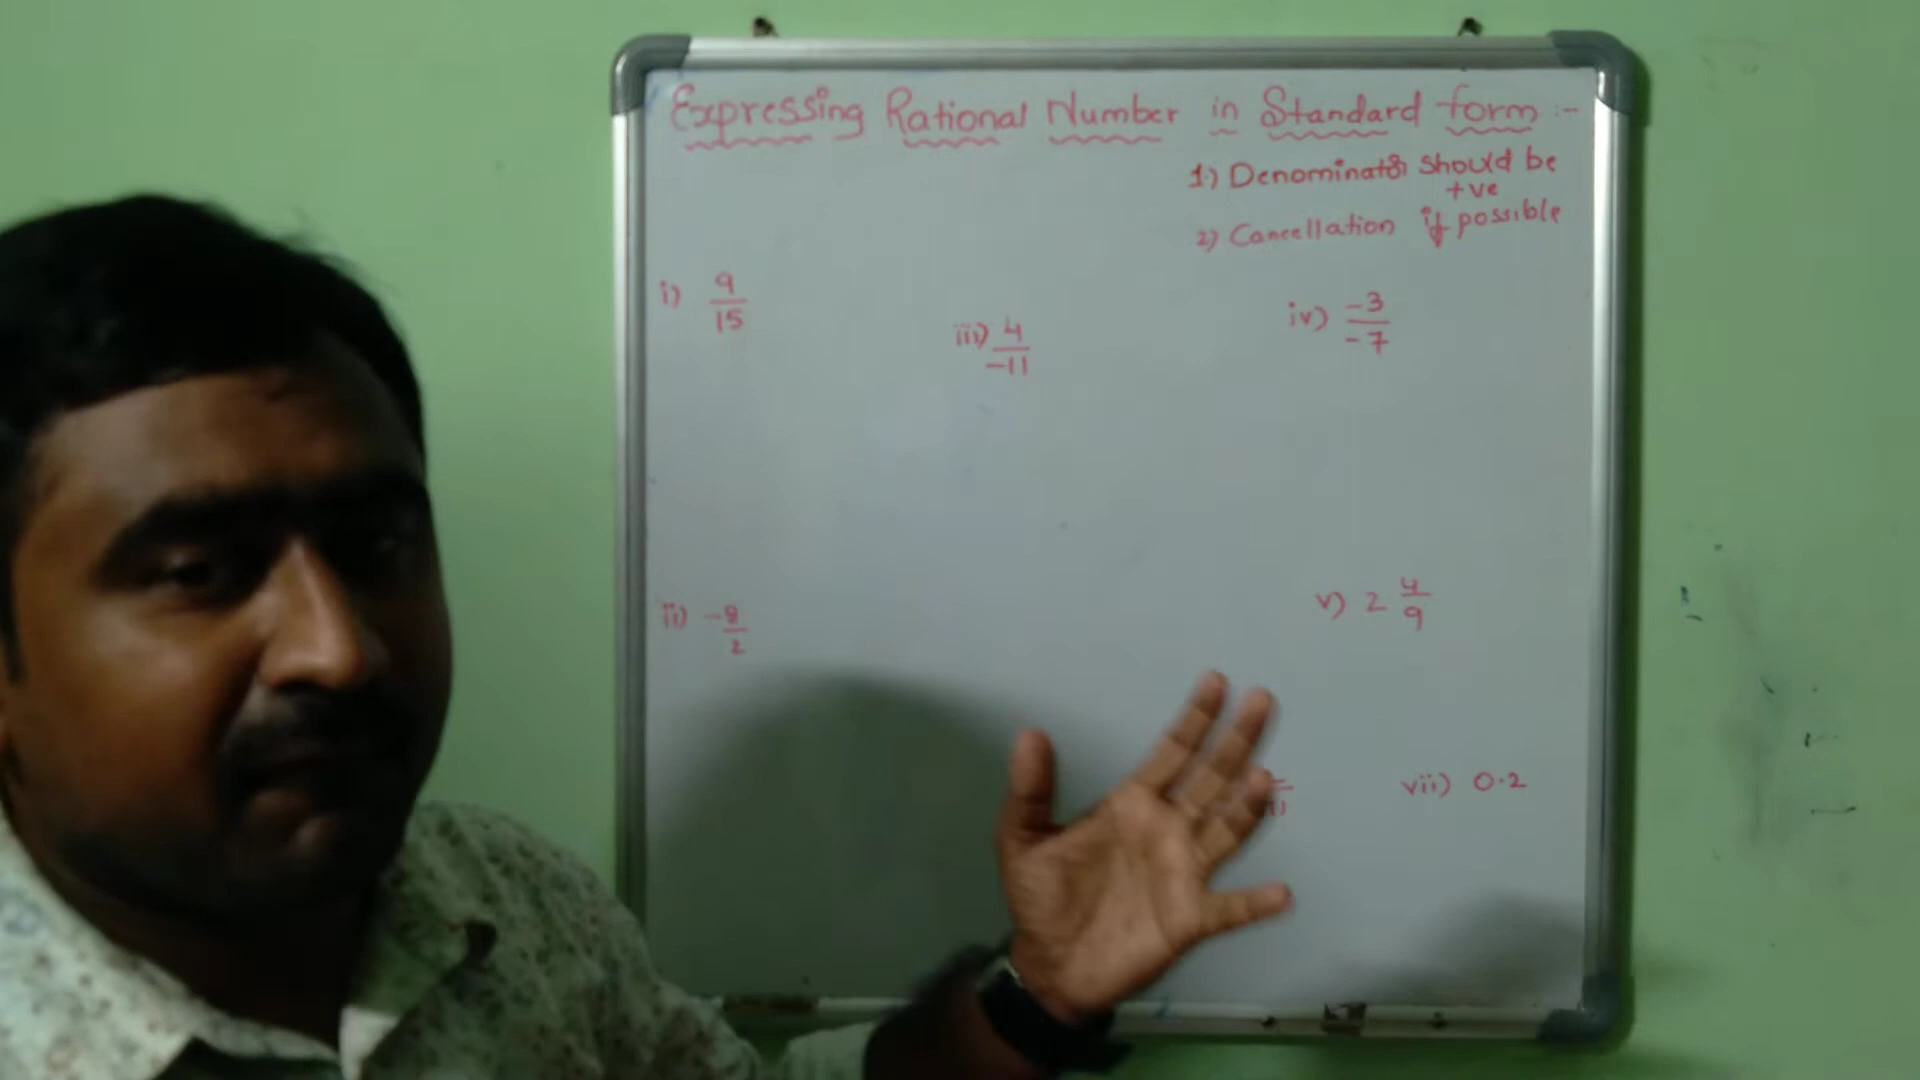 Expressing Rational Number in Standard form :-
1.) Denominator should be
+ve
2) Cancellation if possible
i) 9/15
iii) 4/-11
iv) -3/-7
ii) -8/2
v) 2 4/9
vii) 0.2